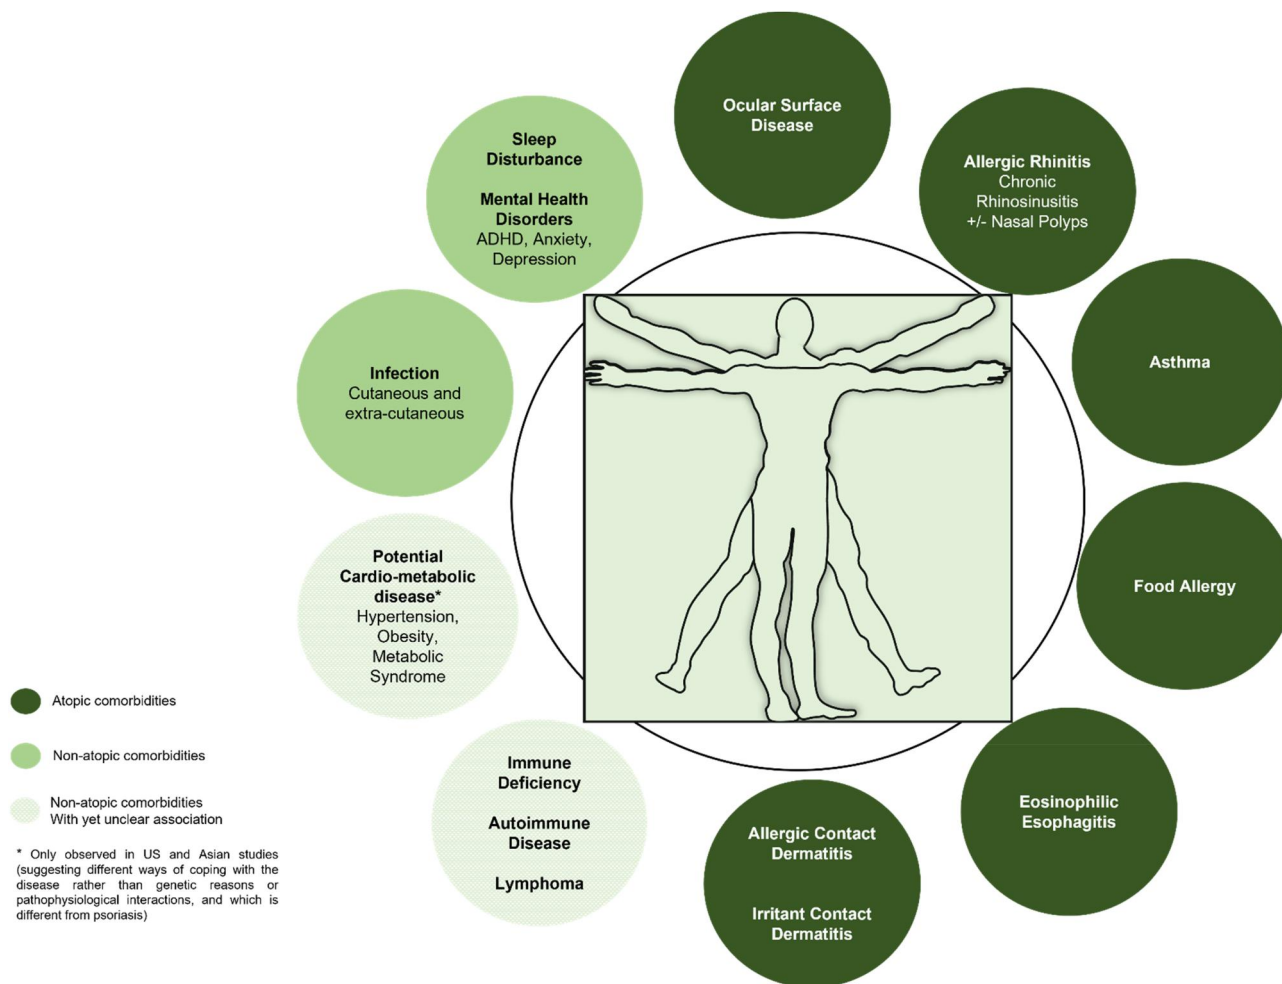 Ocular Surface
Disease
Allergic Rhinitis
Chronic
Rhinosinusitis
+/- Nasal Polyps
Asthma
Food Allergy
Eosinophilic
Esophagitis
Allergic Contact
Dermatitis
Irritant Contact
Dermatitis
Immune
Deficiency
Autoimmune
Disease
Lymphoma
Potential
Cardio-metabolic
disease*
Hypertension,
Obesity,
Metabolic
Syndrome
Infection
Cutaneous and
extra-cutaneous
Sleep
Disturbance
Mental Health
Disorders
ADHD, Anxiety,
Depression
Atopic comorbidities
Non-atopic comorbidities
Non-atopic comorbidities
With yet unclear association
* Only observed in US and Asian studies
(suggesting different ways of coping with the
disease rather than genetic reasons or
pathophysiological interactions, and which is
different from psoriasis)